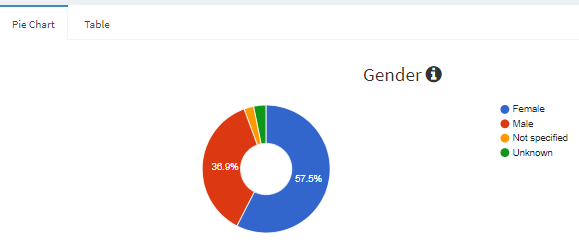 Pie Chart Table
Gender
Female
Male
Not specified
Unknown
36.9%
57.5%